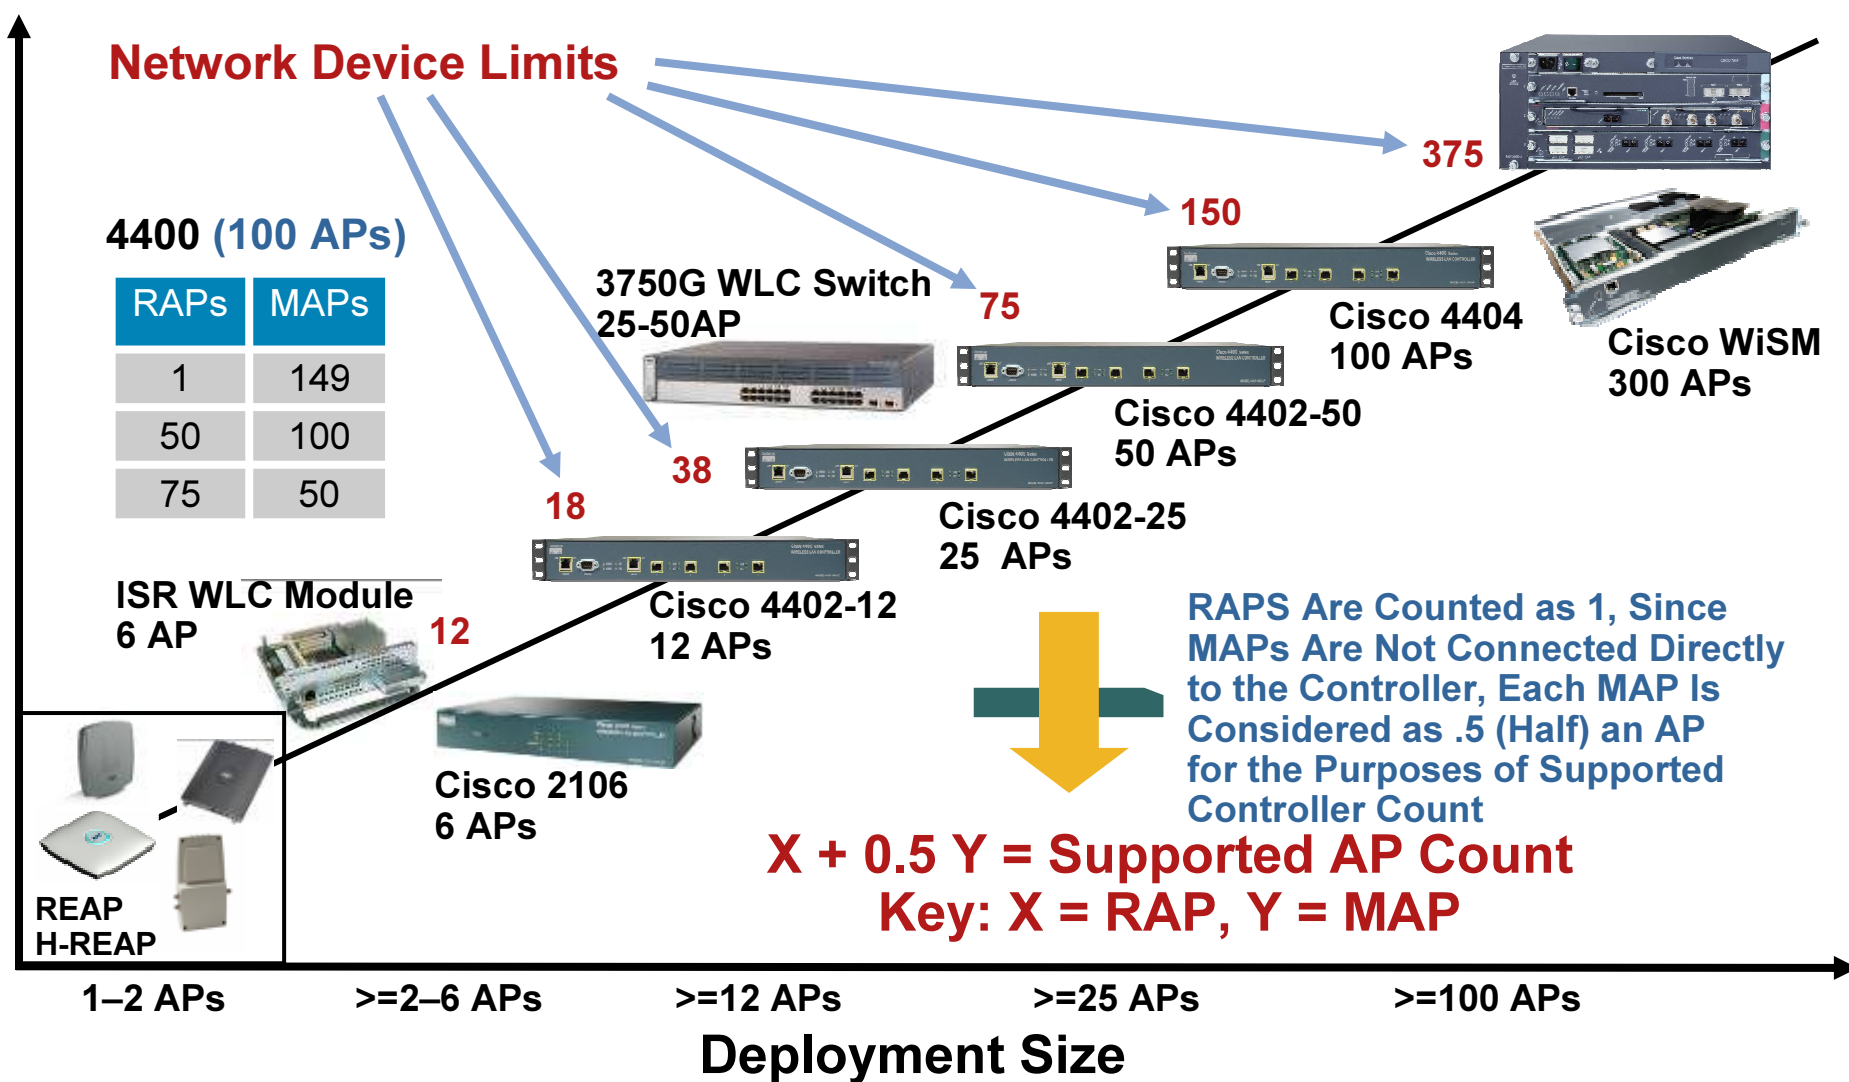 Network Device Limits
375
150
4400 (100 APs)
RAPs MAPs
1 149
50 100
75 50
3750G WLC Switch
25-50AP
75
Cisco 4404
100 APs
Cisco WiSM
300 APs
Cisco 4402-50
50 APs
38
18
Cisco 4402-25
25 APs
ISR WLC Module
6 AP
12
Cisco 4402-12
12 APs
RAPS Are Counted as 1, Since
MAPs Are Not Connected Directly
to the Controller, Each MAP Is
Considered as .5 (Half) an AP
for the Purposes of Supported
Controller Count
Cisco 2106
6 APs
X + 0.5 Y = Supported AP Count
Key: X = RAP, Y = MAP
REAP
H-REAP
1–2 APs >=2–6 APs >=12 APs >=25 APs >=100 APs
Deployment Size